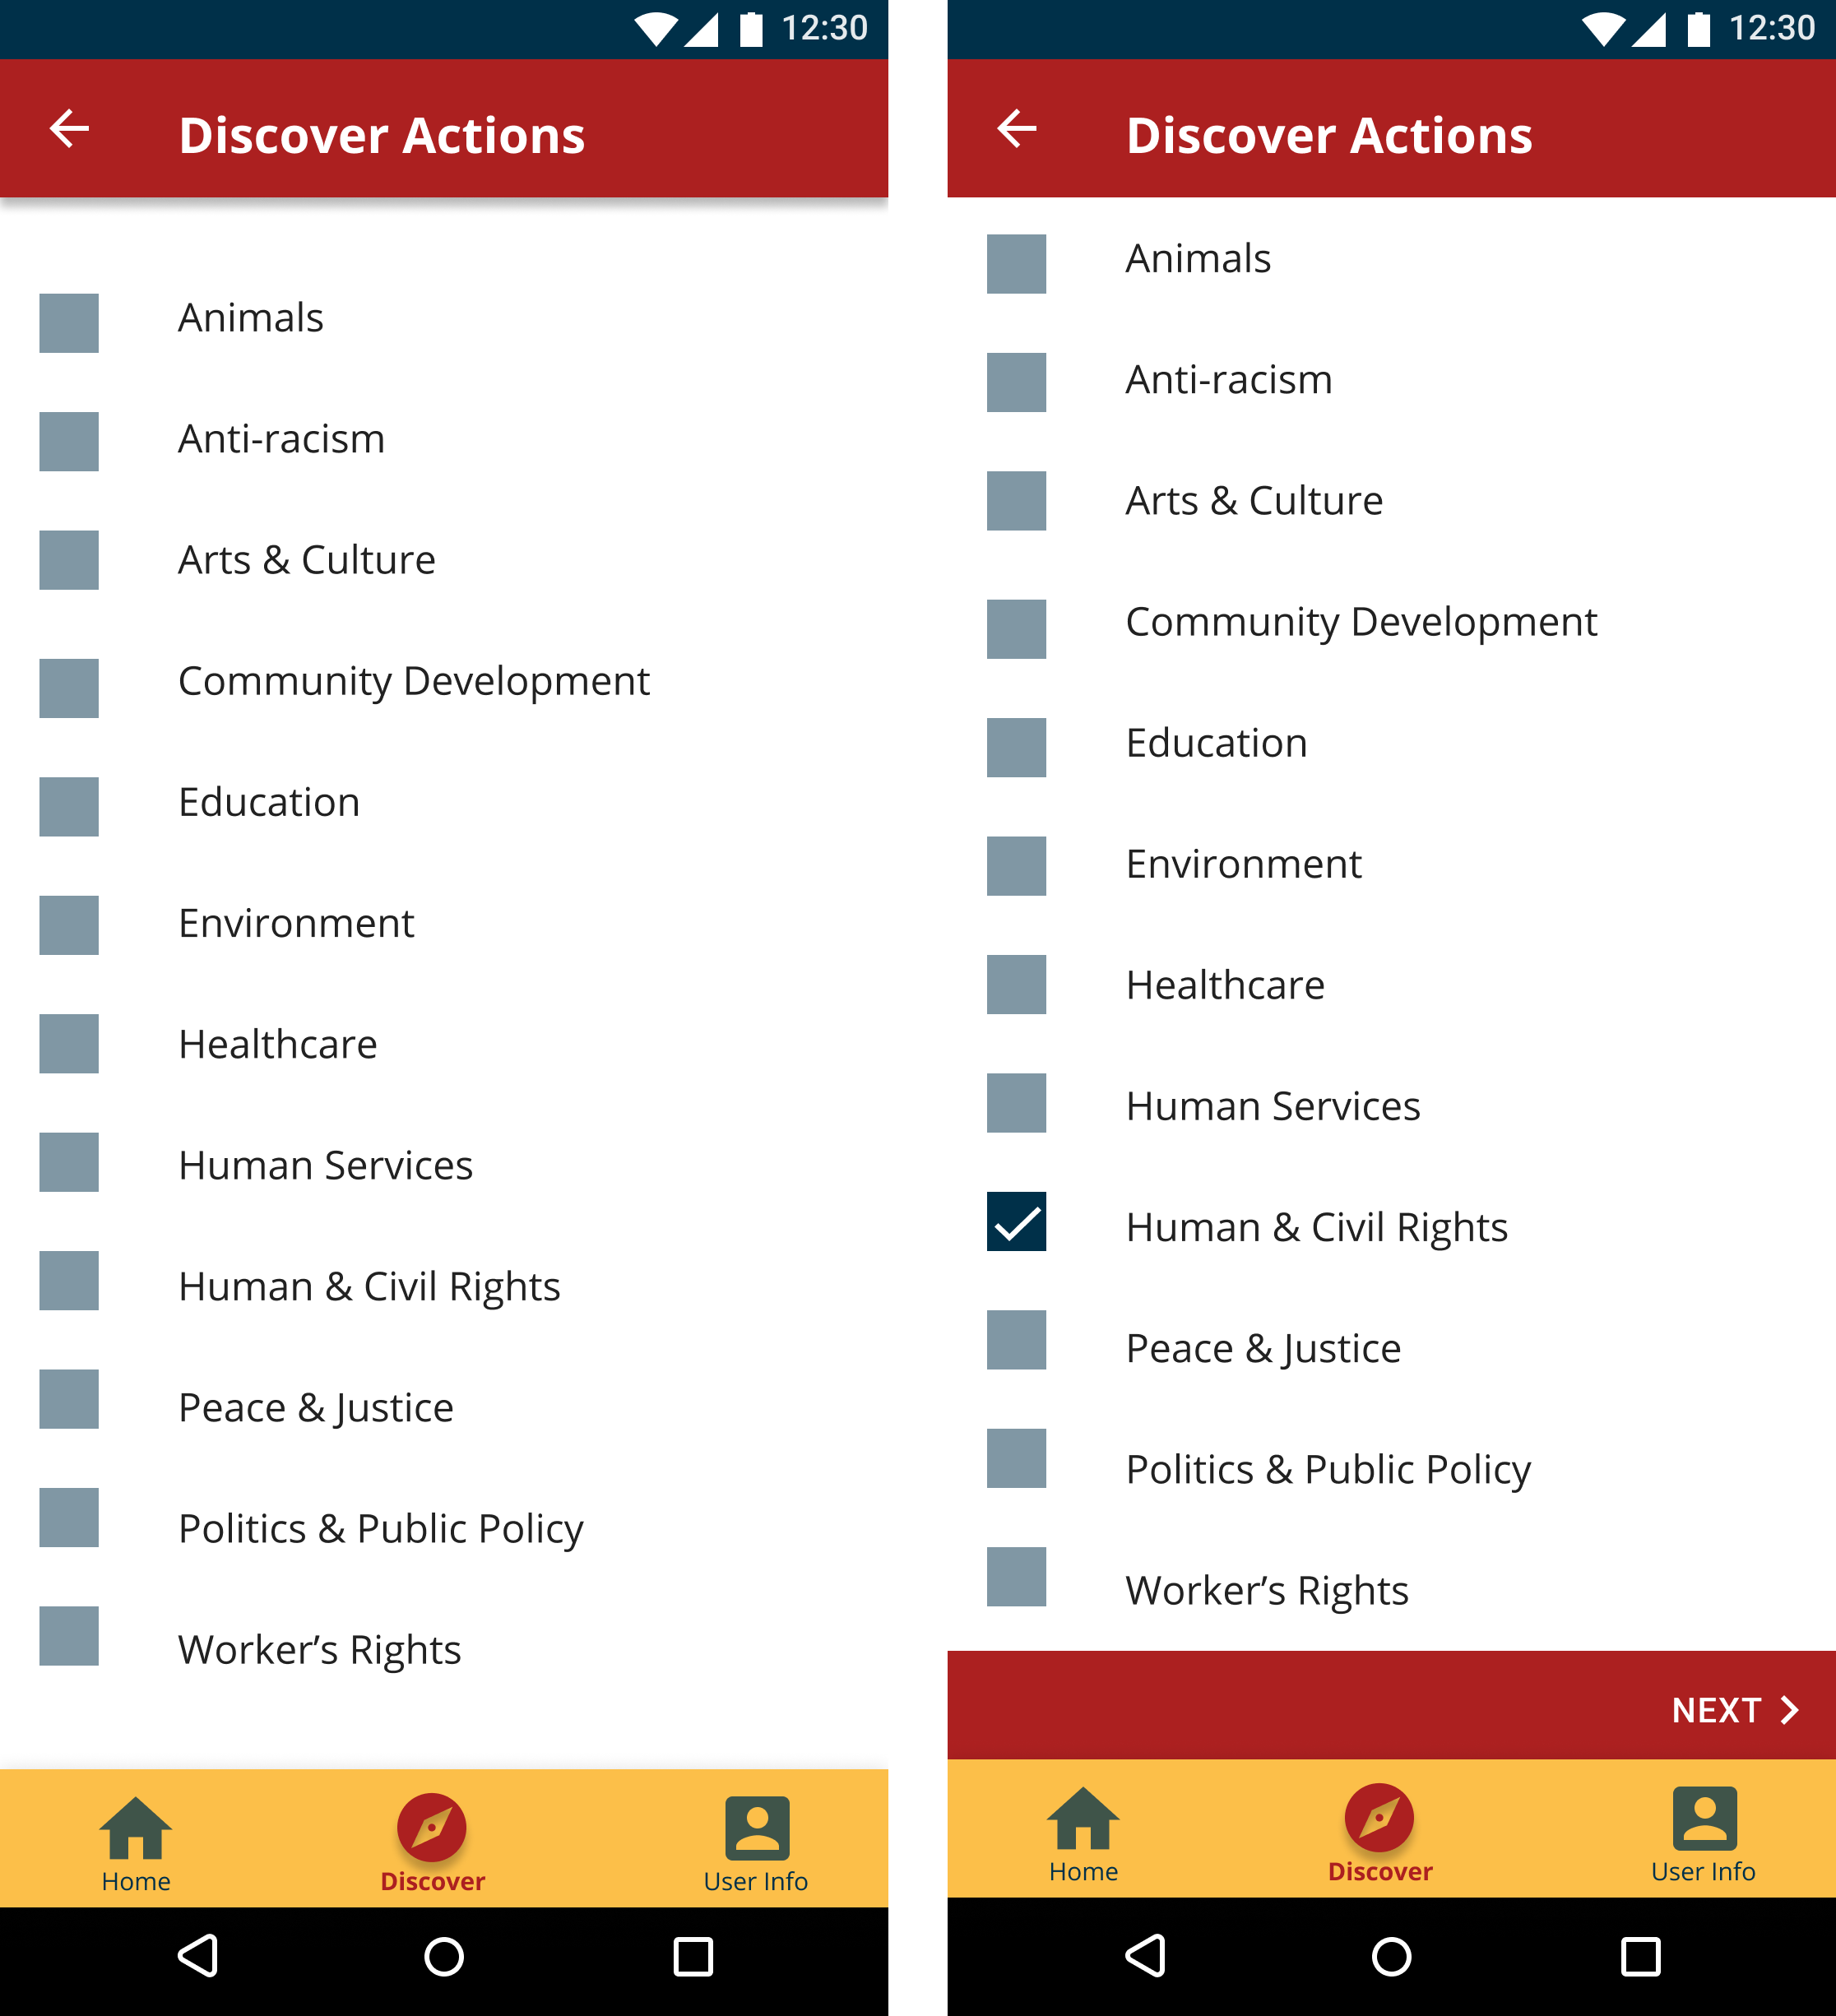 12:30
Discover Actions
Animals
Anti-racism
Arts & Culture
Community Development
Education
Environment
Healthcare
Human Services
Human & Civil Rights
Peace & Justice
Politics & Public Policy
Worker’s Rights
Home
Discover
User Info
12:30
Discover Actions
Animals
Anti-racism
Arts & Culture
Community Development
Education
Environment
Healthcare
Human Services
Human & Civil Rights
Peace & Justice
Politics & Public Policy
Worker’s Rights
NEXT
Home
Discover
User Info